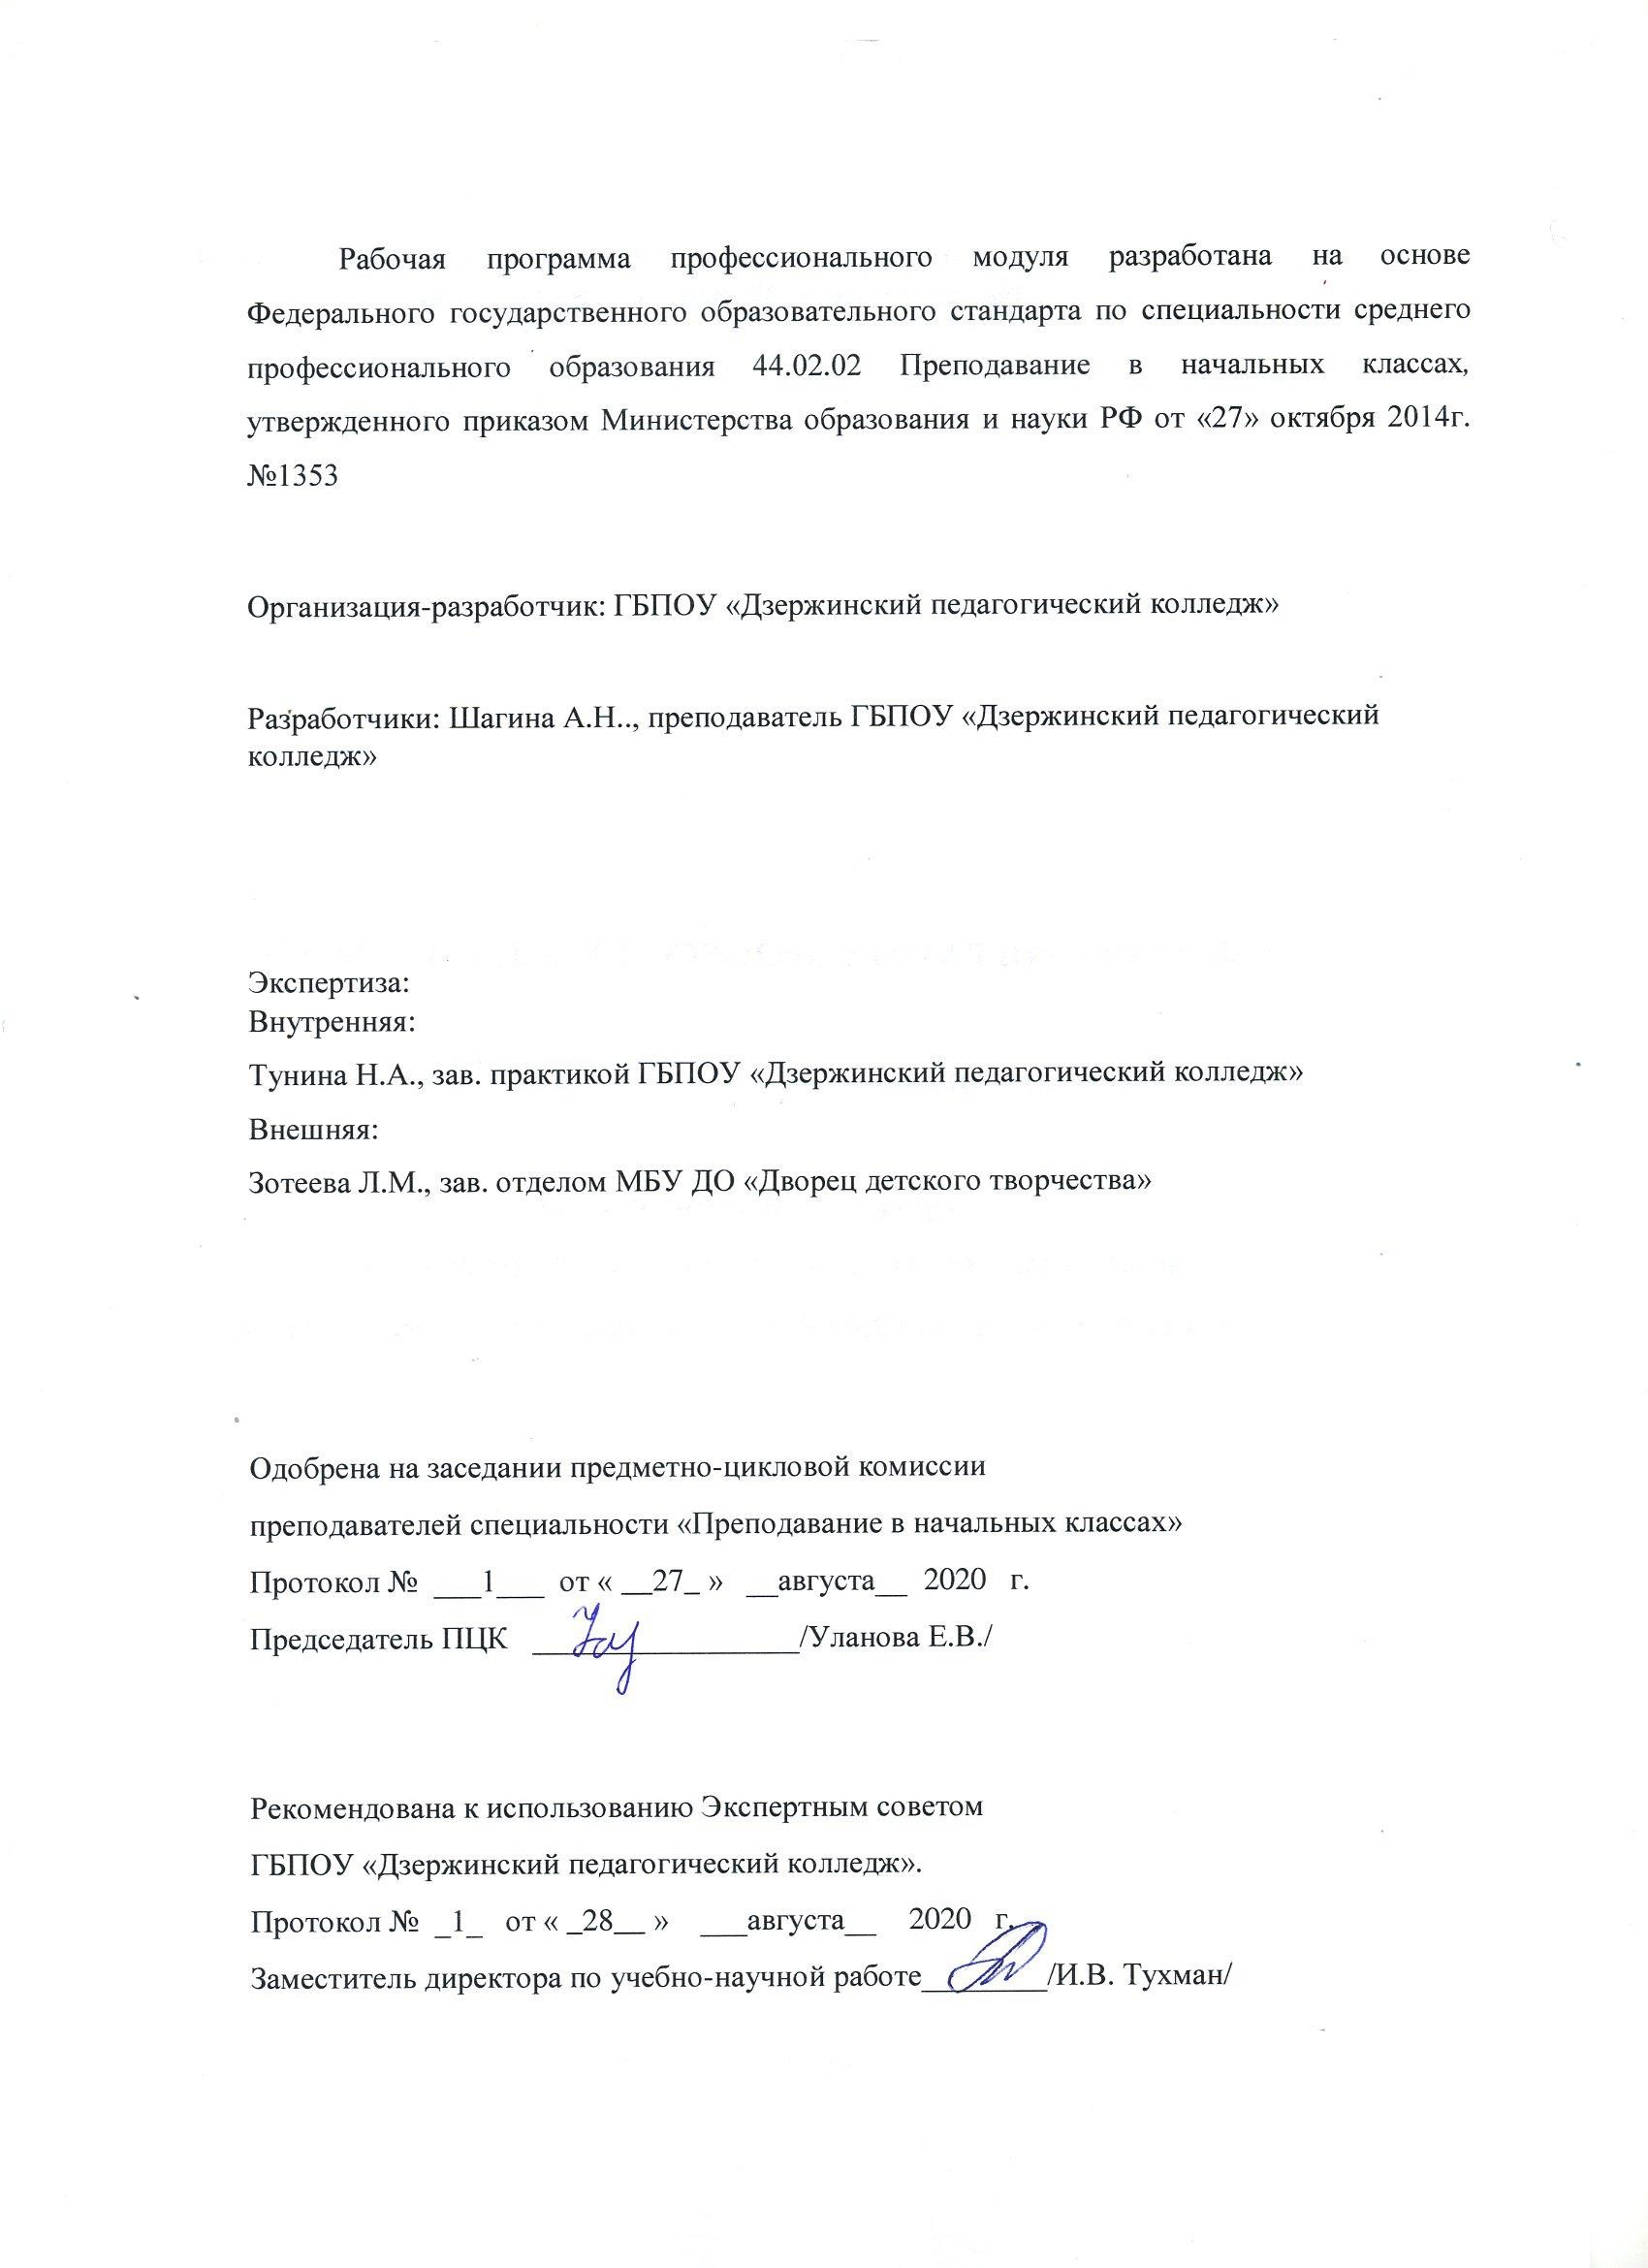 Рабочая программа профессионального модуля разработана на основе
Федерального государственного образовательного стандарта по специальности среднего
профессионального образования 44.02.02 Преподавание в начальных классах,
утвержденного приказом Министерства образования и науки РФ от «27» октября 2014г.
№1353
Организация-разработчик: ГБПОУ «Дзержинский педагогический колледж»
Разработчики: Шагина А.Н.., преподаватель ГБПОУ «Дзержинский педагогический
колледж»
Экспертиза:
Внутренняя:
Тунина Н.А., зав. практикой ГБПОУ «Дзержинский педагогический колледж»
Внешняя:
Зотеева Л.М., зав. отделом МБУ ДО «Дворец детского творчества»
Одобрена на заседании предметно-цикловой комиссии
преподавателей специальности «Преподавание в начальных классах»
Протокол № ___1___ от « __27_ » __августа__ 2020 г.
Председатель ПЦК _________________/Уланова Е.В./
Рекомендована к использованию Экспертным советом
ГБПОУ «Дзержинский педагогический колледж».
Протокол № _1_ от « _28__ » ___августа__ 2020 г.
Заместитель директора по учебно-научной работе________/И.В. Тухман/